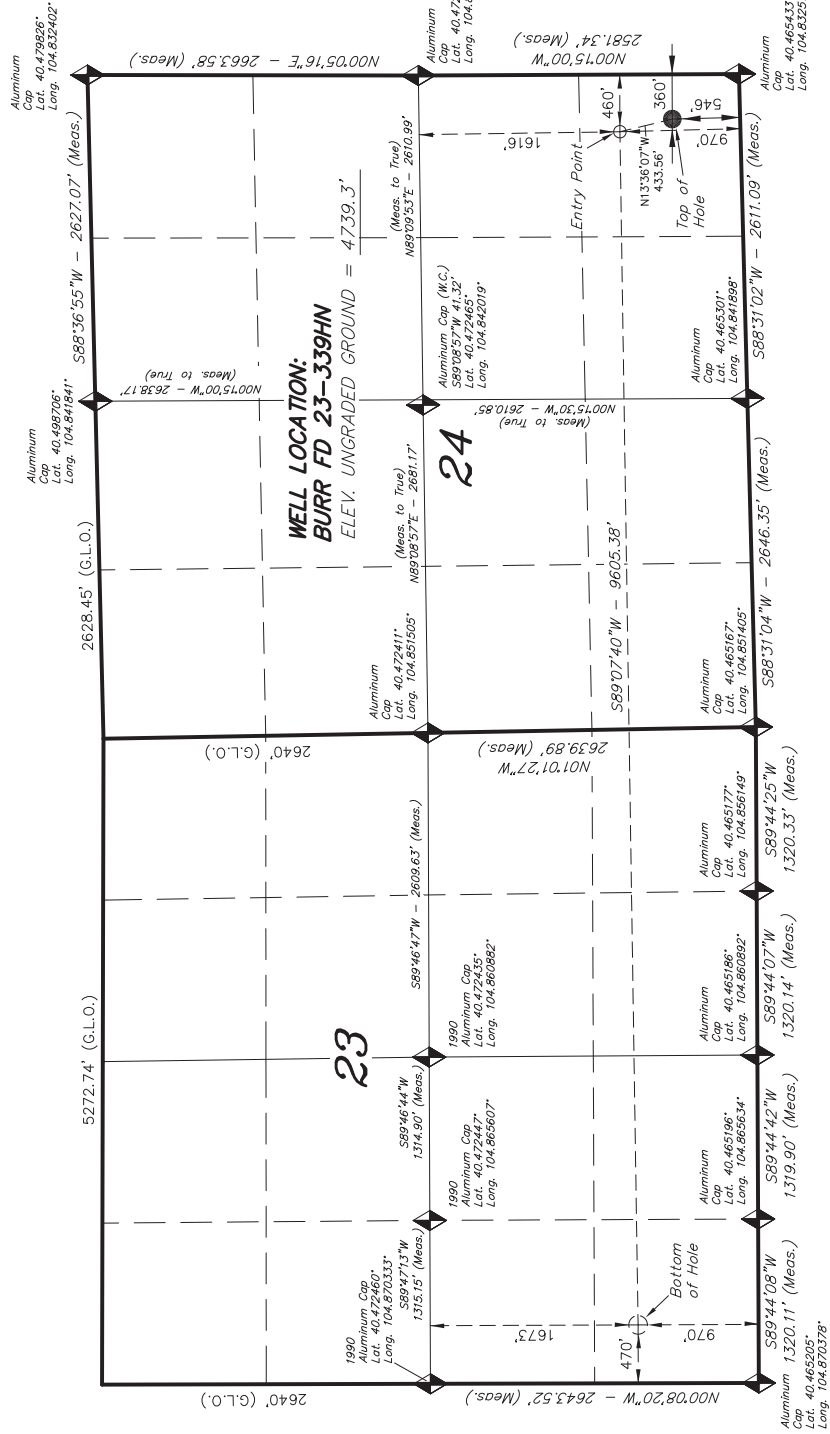 Aluminum
Cap
Lat. 40.479826°
Long. 104.832402°
S88°36'55"W - 2627.07' (Meas.)
Aluminum
Cap
Lat. 40.498706°
Long. 104.841841°
2628.45' (G.L.O.)
5272.74' (G.L.O.)
N00°05'16"E - 2663.58' (Meas.)
N00°15'00"W - 2638.17'
(Meas. to True)
2640' (G.L.O.)
2640' (G.L.O.)
WELL LOCATION:
BURR FD 23-339HN
ELEV. UNGRADED GROUND = 4739.3'
23
24
Aluminum
Cap
(Meas. to True)
N89°09'53"E - 2610.99'
Aluminum Cap (W.C.)
S89°08'57"W 41.32'
Lat. 40.472465°
Long. 104.842019°
(Meas. to True)
N89°08'57"E - 2681.17'
Aluminum
Cap
Lat. 40.472411°
Long. 104.851505°
S89°46'47"W - 2609.63' (Meas.)
1990
Aluminum Cap
Lat. 40.472435°
Long. 104.860882°
S89°46'44"W
1314.90' (Meas.)
1990
Aluminum Cap
Lat. 40.472447°
Long. 104.865607°
S89°47'13"W
1315.15' (Meas.)
1990
Aluminum Cap
Lat. 40.472460°
Long. 104.870333°
N00°15'00"W
2581.34' (Meas.)
1616'
460'
360'
546'
970'
Entry Point
N13°36'07"W
433.56'
Top of
Hole
N00°15'30"W - 2610.85'
(Meas. to True)
S89°07'40"W - 9605.38'
N01°01'27"W
2639.89' (Meas.)
1673'
970'
470'
Bottom
of Hole
N00°08'20"W - 2643.52' (Meas.)
Aluminum
Cap
Lat. 40.465433
Long. 104.8325
S88°31'02"W - 2611.09' (Meas.)
Aluminum
Cap
Lat. 40.465301°
Long. 104.841898°
S88°31'04"W - 2646.35' (Meas.)
Aluminum
Cap
Lat. 40.465167°
Long. 104.851405°
S89°44'25"W
1320.33' (Meas.)
Aluminum
Cap
Lat. 40.465177°
Long. 104.856149°
S89°44'07"W
1320.14' (Meas.)
Aluminum
Cap
Lat. 40.465186°
Long. 104.860892°
S89°44'42"W
1319.90' (Meas.)
Aluminum
Cap
Lat. 40.465196°
Long. 104.865634°
S89°44'08"W
1320.11' (Meas.)
Aluminum
Cap
Lat. 40.465205°
Long. 104.870378°